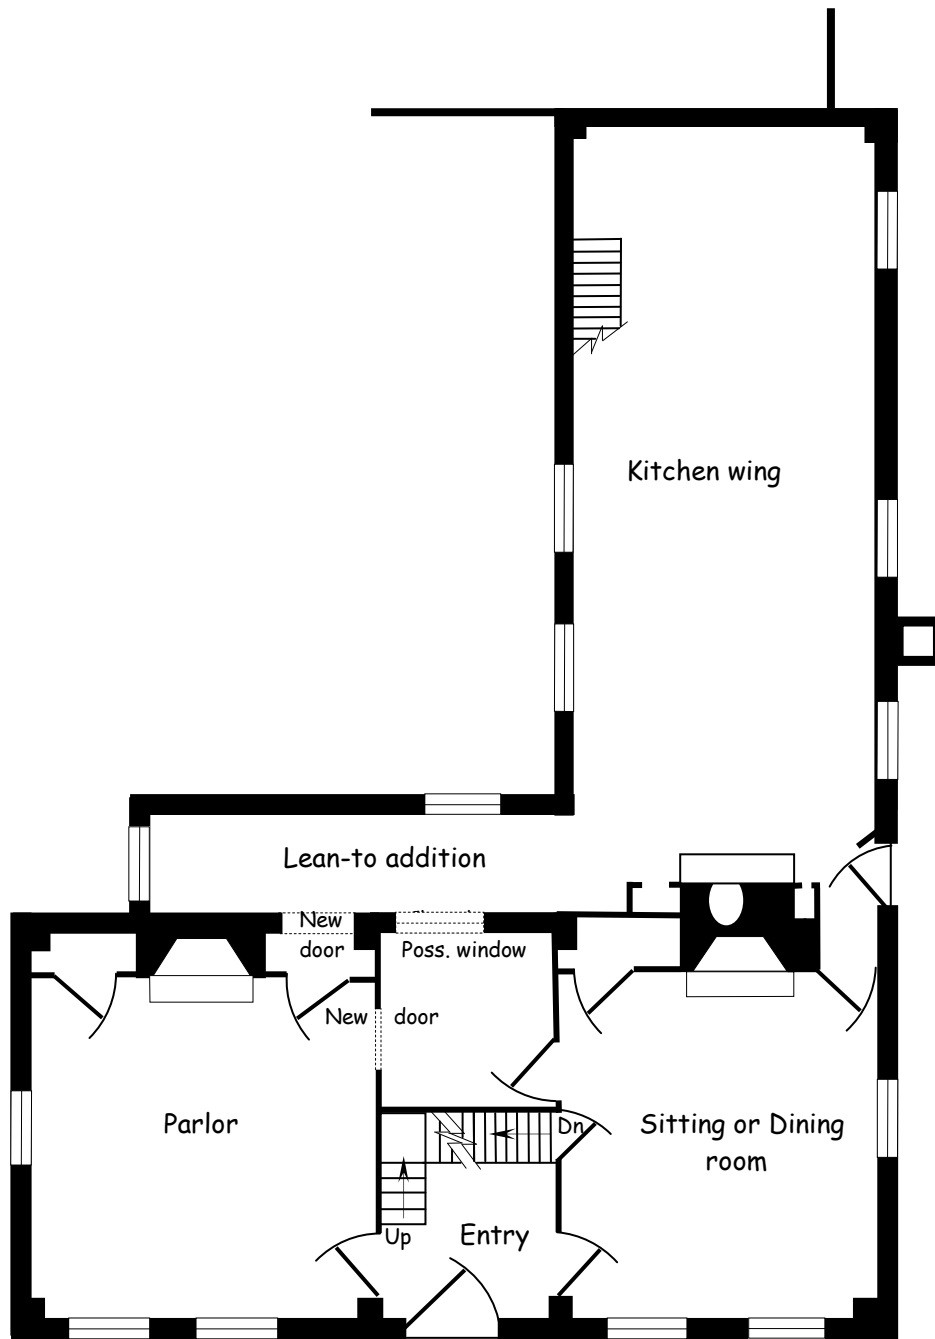 Kitchen wing
Lean-to addition
New
door
Poss. window
New door
Parlor
Dn
Sitting or Dining
room
Up
Entry